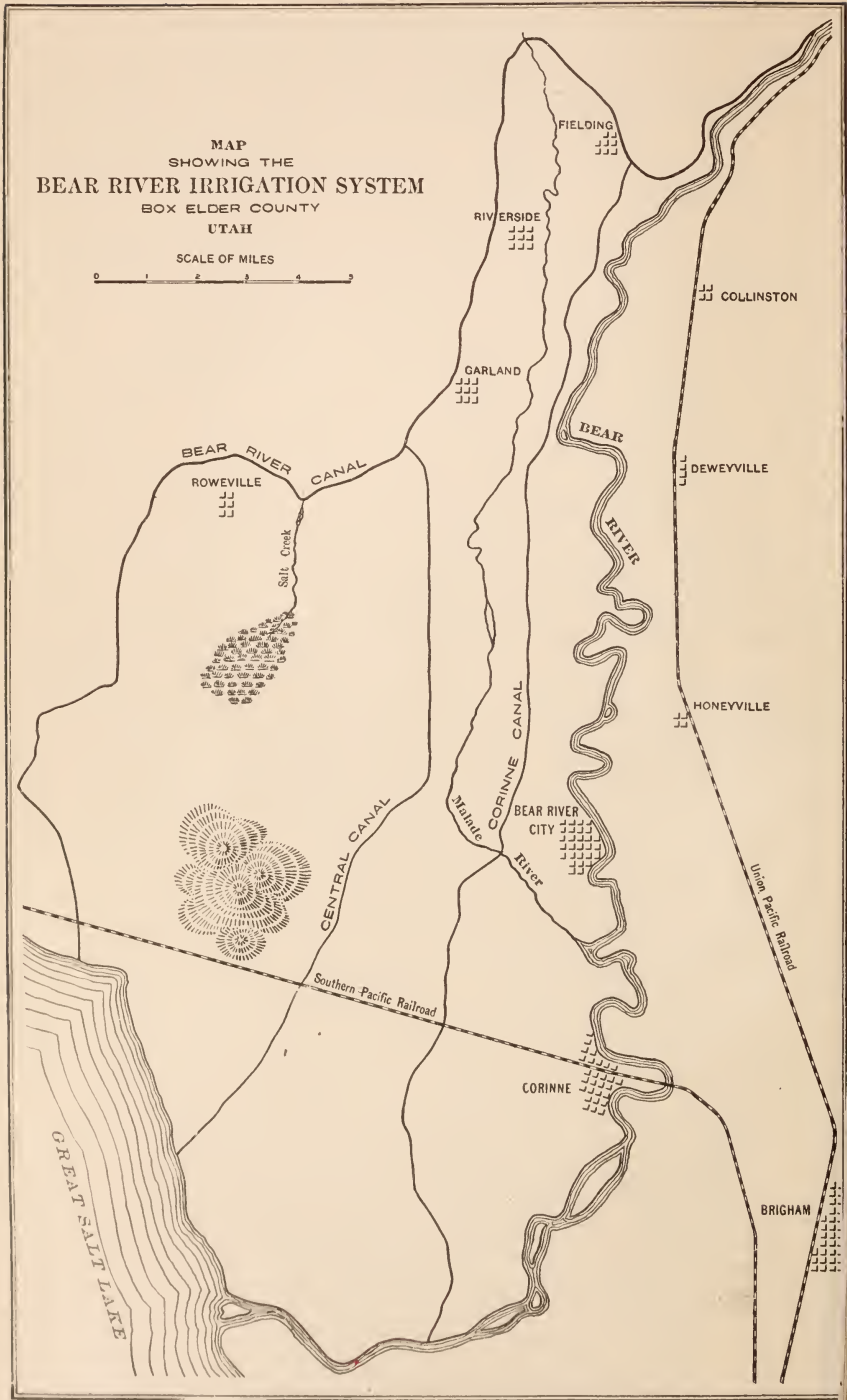 MAP
SHOWING THE
BEAR RIVER IRRIGATION SYSTEM
BOX ELDER COUNTY
UTAH
SCALE OF MILES
0 1 2 3 4 5
FIELDING
RIVERSIDE
COLLINSTON
GARLAND
BEAR
RIVER
DEWEYVILLE
BEAR RIVER CANAL
ROWEVILLE
Salt Creek
HONEYVILLE
CORINNE CANAL
Malade
River
BEAR RIVER
CITY
CENTRAL CANAL
Union Pacific Railroad
Southern Pacific Railroad
CORINNE
GREAT SALT LAKE
BRIGHAM